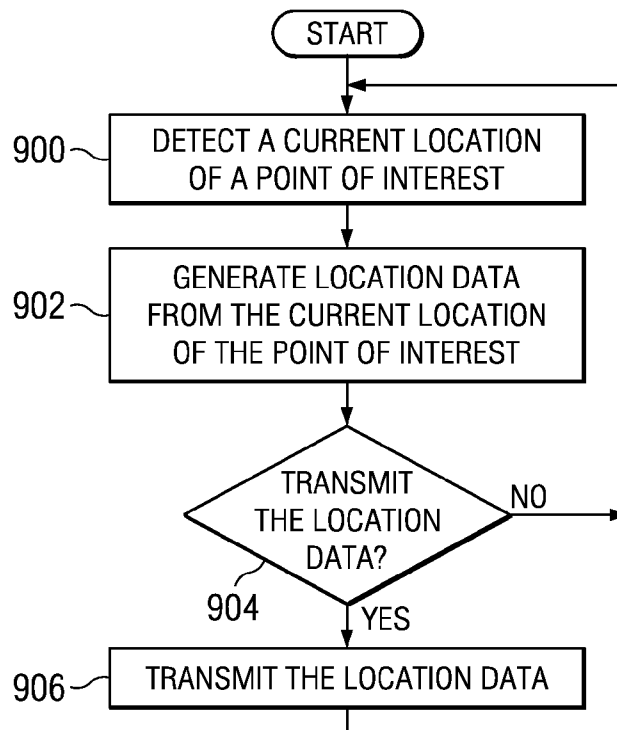 START
900
DETECT A CURRENT LOCATION
OF A POINT OF INTEREST
902
GENERATE LOCATION DATA
FROM THE CURRENT LOCATION
OF THE POINT OF INTEREST
TRANSMIT
THE LOCATION
DATA?
NO
904
YES
906
TRANSMIT THE LOCATION DATA